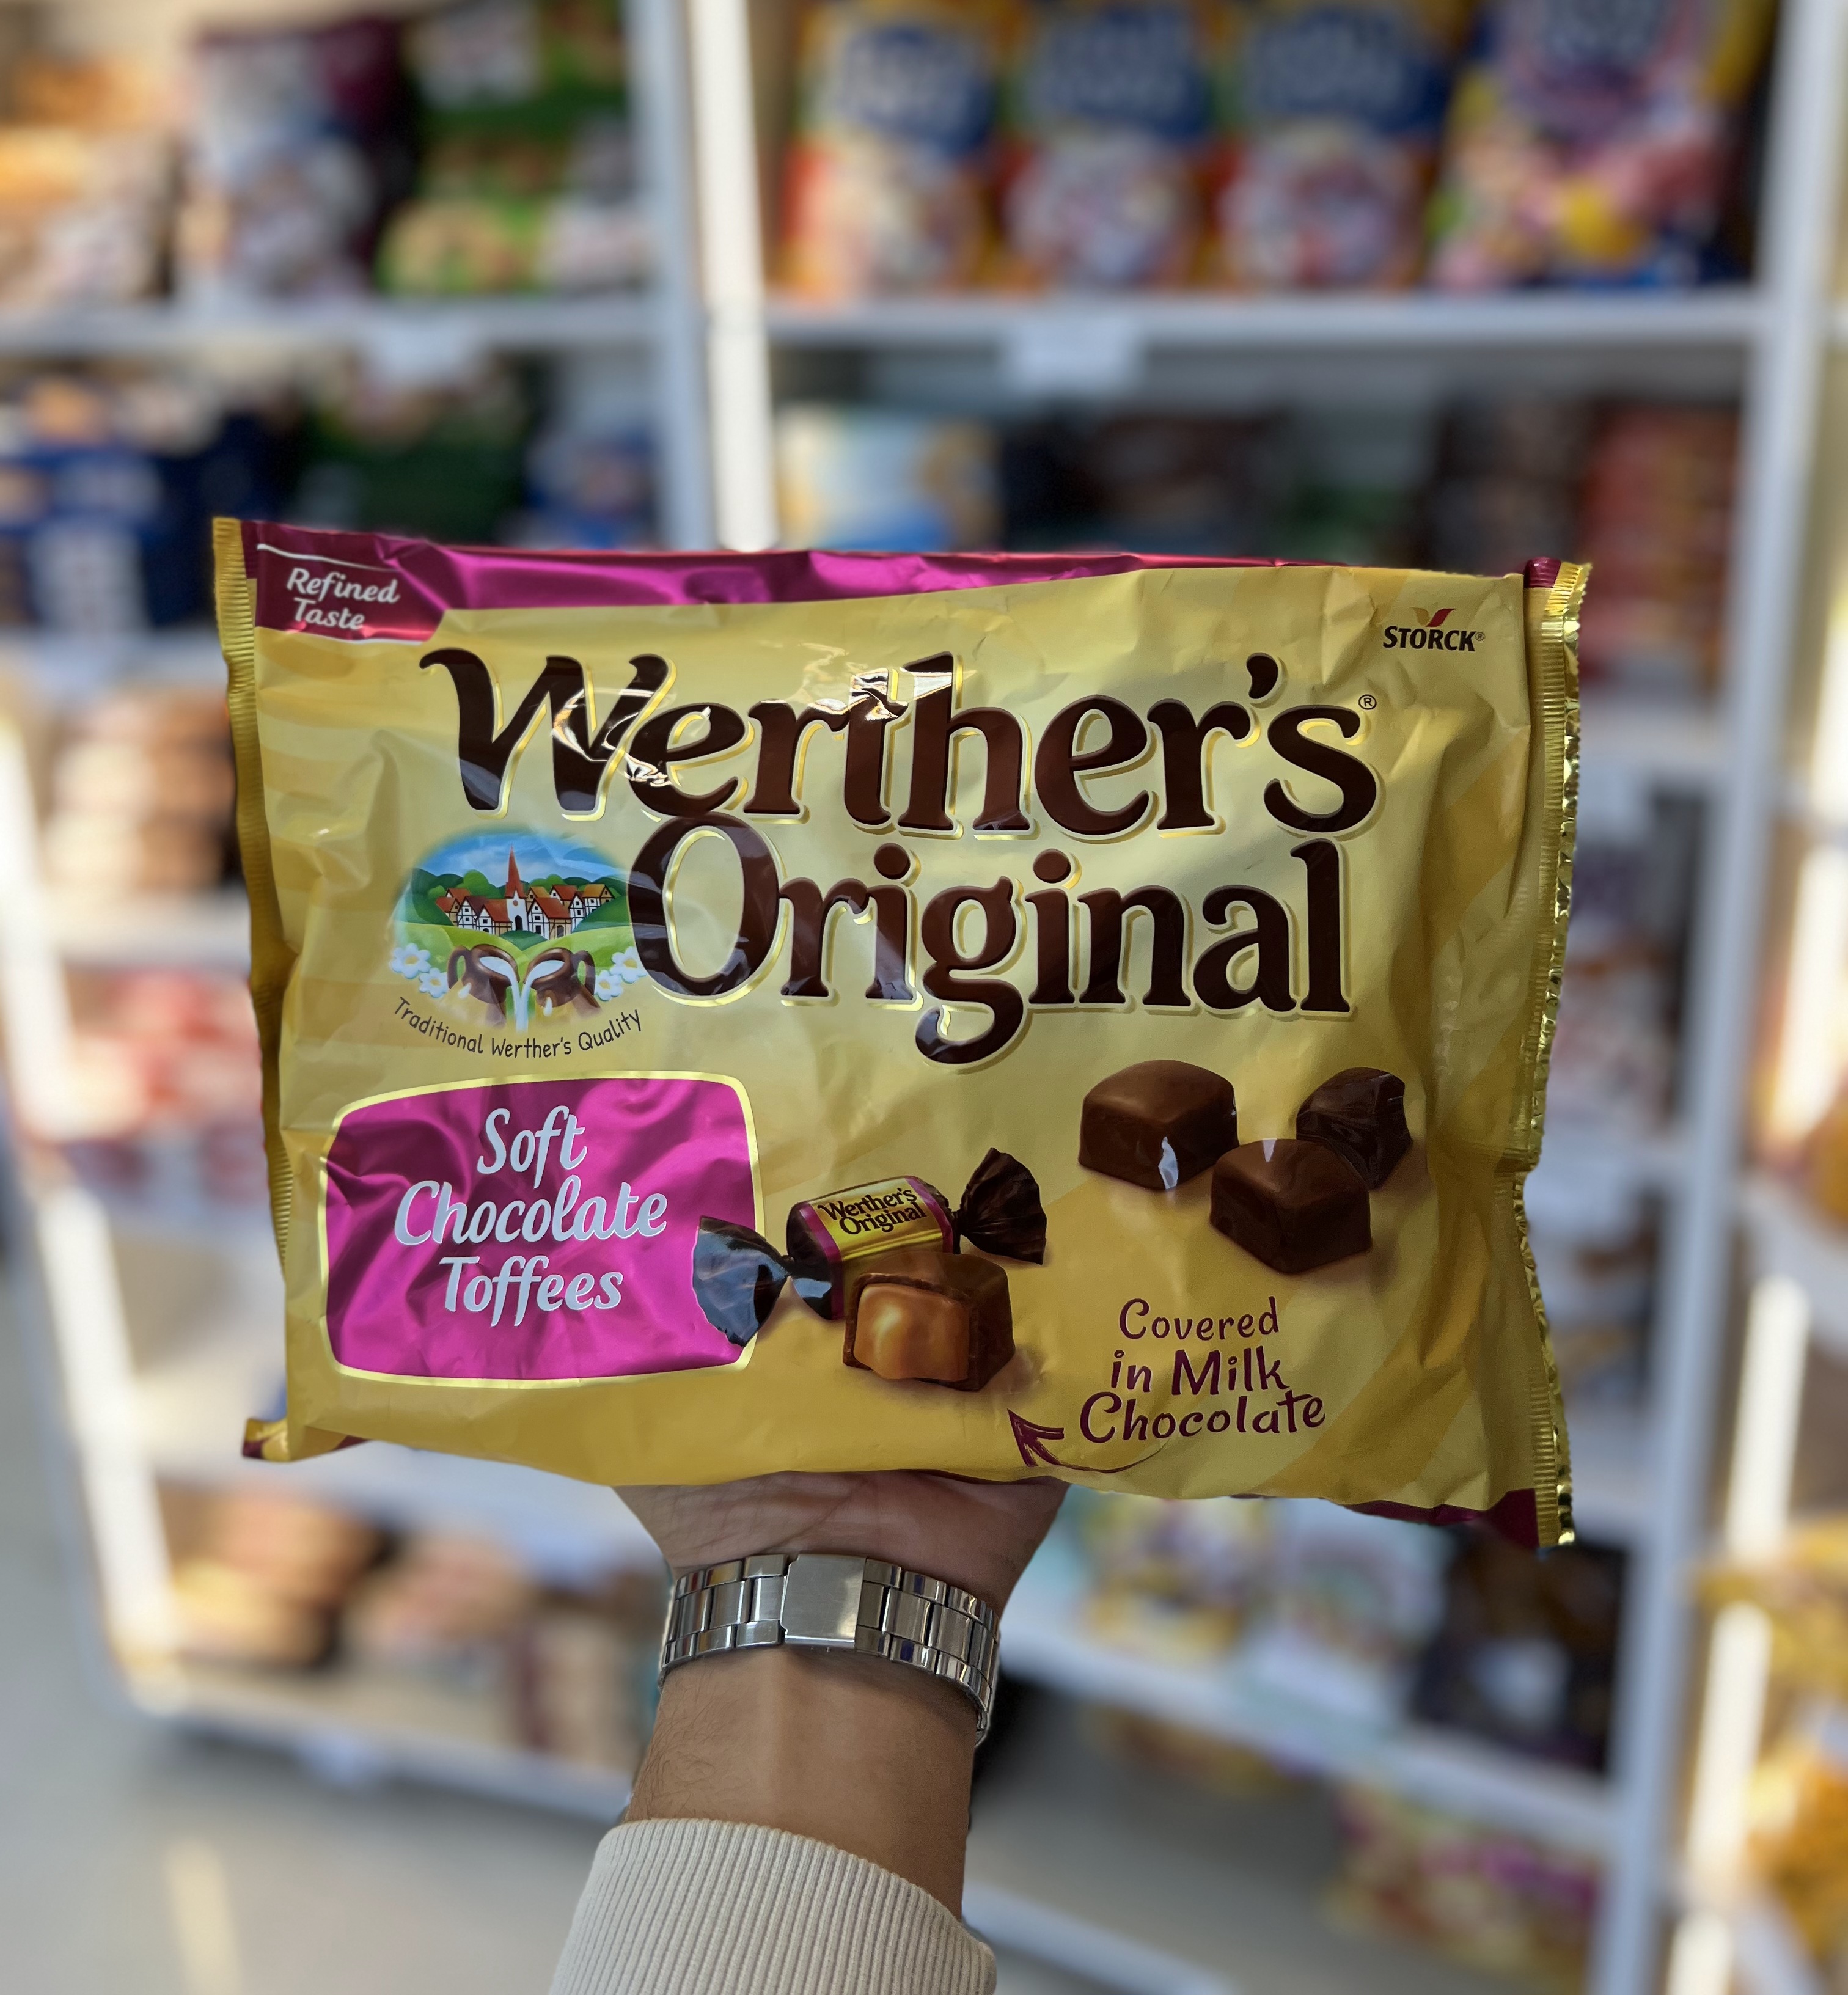 Refined
Taste
STORCK®
Werther's®
Original
Traditional Werther's Quality
Soft
Chocolate
Toffees
Werther's
Original
Covered
in Milk
Chocolate